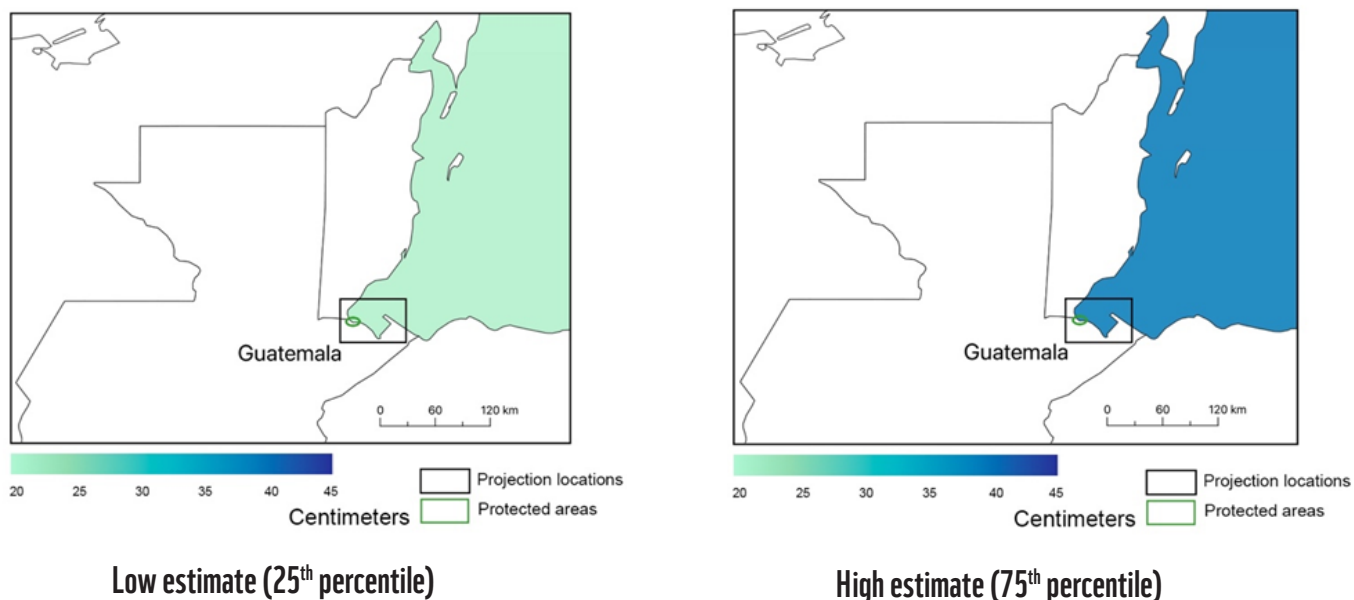 Guatemala
0 60 120 km
20 25 30 35 40 45
Centimeters
Projection locations
Protected areas
Low estimate (25th percentile)
Guatemala
0 60 120 km
20 25 30 35 40 45
Centimeters
Projection locations
Protected areas
High estimate (75th percentile)